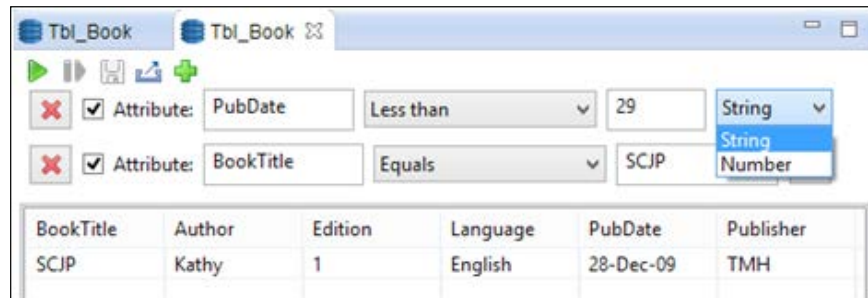 Tbl_Book Tbl_Book
Attribute: PubDate Less than 29 String
String
Number
Attribute: BookTitle Equals SCJP
BookTitle Author Edition Language PubDate Publisher
SCJP Kathy 1 English 28-Dec-09 TMH